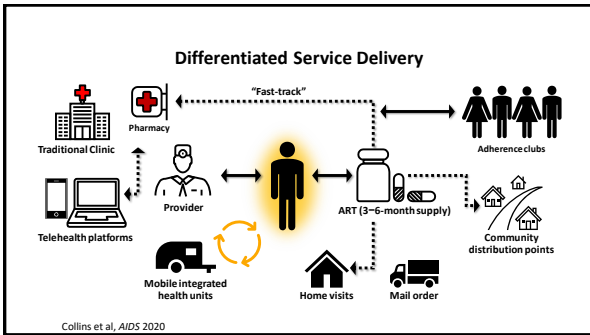 Differentiated Service Delivery
“Fast-track”
Pharmacy
Traditional Clinic
Adherence clubs
Provider
ART (3–6-month supply)
Telehealth platforms
Community
distribution points
Mobile integrated
health units
Home visits
Mail order
Collins et al, AIDS 2020